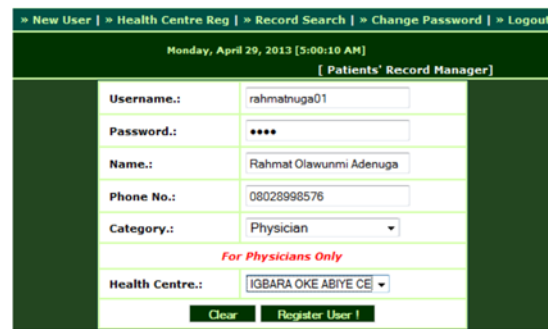 » New User | » Health Centre Reg | » Record Search | » Change Password | » Logout
Monday, April 29, 2013 [5:00:10 AM]
[ Patients' Record Manager]
Username.: rahmatnuga01
Password.: ••••
Name.: Rahmat Olawunmi Adenuga
Phone No.: 08028998576
Category.: Physician
For Physicians Only
Health Centre.: IGBARA OKE ABIYE CE
Clear Register User !